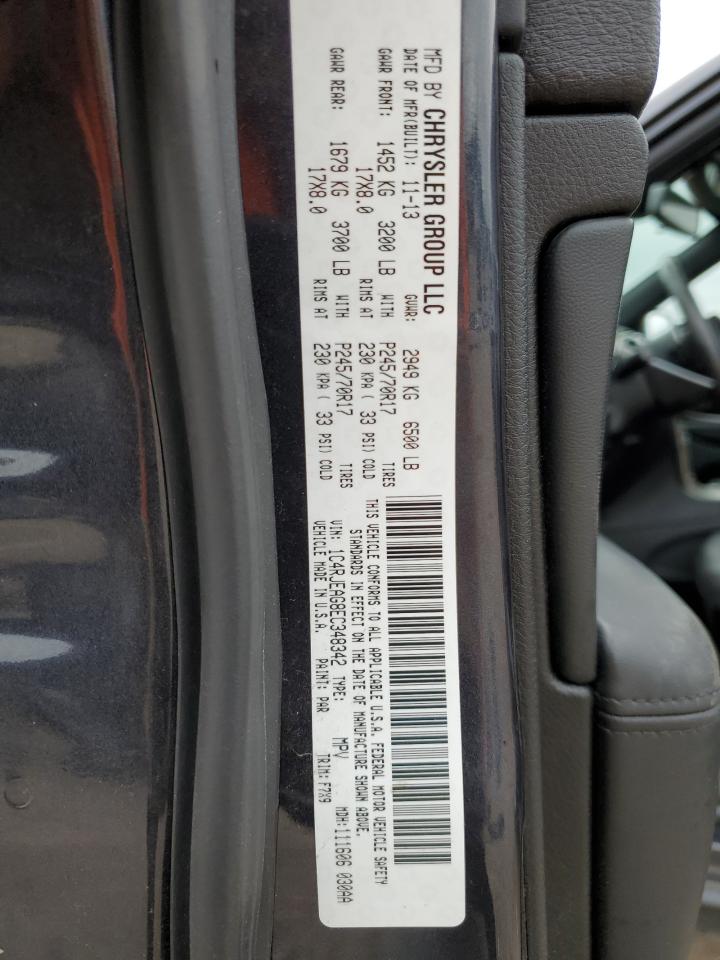 MFD BY CHRYSLER GROUP LLC
DATE OF MFR(BUILT): 11-13 GVWR: 2949 KG 6500 LB
GAWR FRONT: 1452 KG 3200 LB WITH P245/70R17 TIRES
17X8.0 RIMS AT 230 KPA ( 33 PSI) COLD
GAWR REAR: 1679 KG 3700 LB WITH P245/70R17 TIRES
17X8.0 RIMS AT 230 KPA ( 33 PSI) COLD
THIS VEHICLE CONFORMS TO ALL APPLICABLE U.S.A. FEDERAL MOTOR VEHICLE SAFETY
STANDARDS IN EFFECT ON THE DATE OF MANUFACTURE SHOWN ABOVE.
VIN: 1C4RJEAG8EC348342 TYPE: MPV MDH:111606 030AA
VEHICLE MADE IN U.S.A. PAINT: PAR TRIM:F7X9